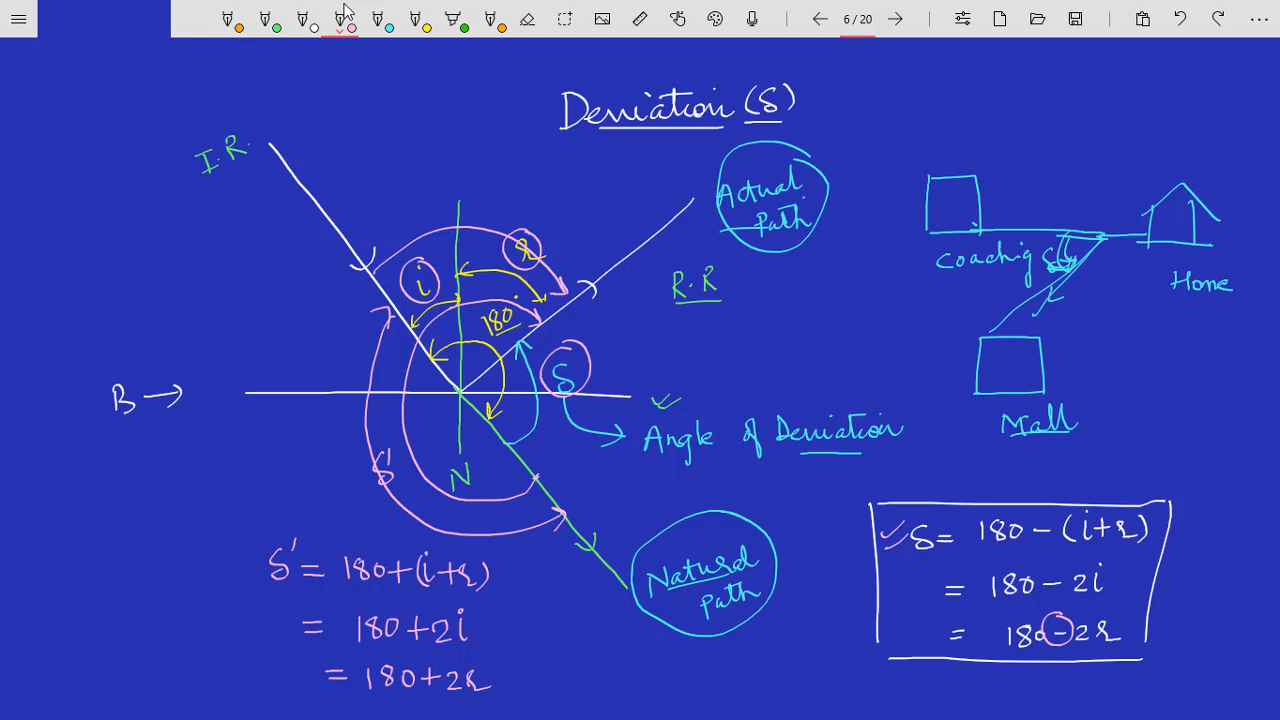 6 / 20
Deviation (δ)
I.R.
Actual
path
i
r
180°
R.R
Coaching
Home
δ
Mall
B →
Angle of Deviation
δ'
N
Natural
path
δ = 180 - (i+r)
= 180 - 2i
= 180 - 2r
δ' = 180+(i+r)
= 180+2i
= 180+2r